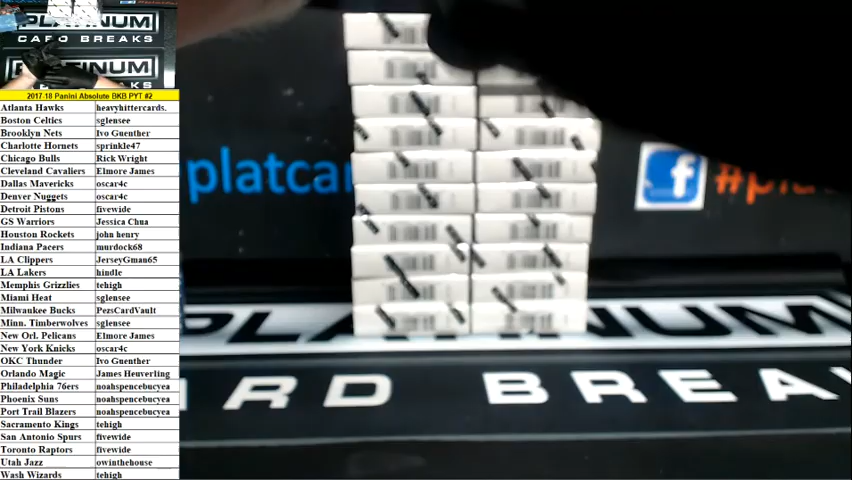 PLATINUM
CARD BREAKS
PLATINUM
2017-18 Panini Absolute BKB PYT #2
Atlanta Hawks heavyhittercards.
Boston Celtics sglensee
Brooklyn Nets Ivo Guenther
Charlotte Hornets sprinkle47
Chicago Bulls Rick Wright
Cleveland Cavaliers Elmore James
Dallas Mavericks oscar4c
Denver Nuggets oscar4c
Detroit Pistons fivewide
GS Warriors Jessica Chua
Houston Rockets john henry
Indiana Pacers murdock68
LA Clippers JerseyGman65
LA Lakers hindle
Memphis Grizzlies tehigh
Miami Heat sglensee
Milwaukee Bucks PezsCardVault
Minn. Timberwolves sglensee
New Orl. Pelicans Elmore James
New York Knicks oscar4c
OKC Thunder Ivo Guenther
Orlando Magic James Heuverling
Philadelphia 76ers noahspencebucyea
Phoenix Suns noahspencebucyea
Port Trail Blazers noahspencebucyea
Sacramento Kings tehigh
San Antonio Spurs fivewide
Toronto Raptors fivewide
Utah Jazz owinthehouse
Wash Wizards tehigh
platcar
f #pl
PLATINUM
ARD BREA